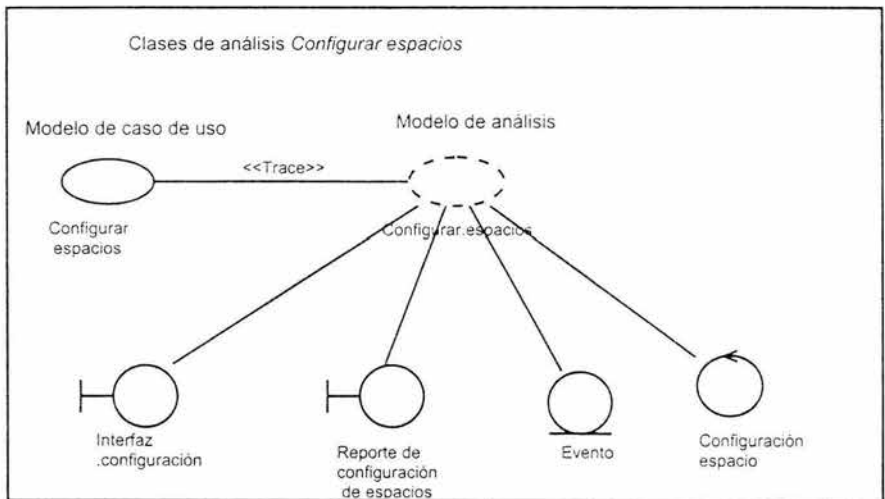 Clases de análisis Configurar espacios
Modelo de caso de uso
Modelo de análisis
<<Trace>>
Configurar
espacios
Configurar.espacios
Interfaz
.configuración
Reporte de
configuración
de espacios
Evento
Configuración
espacio